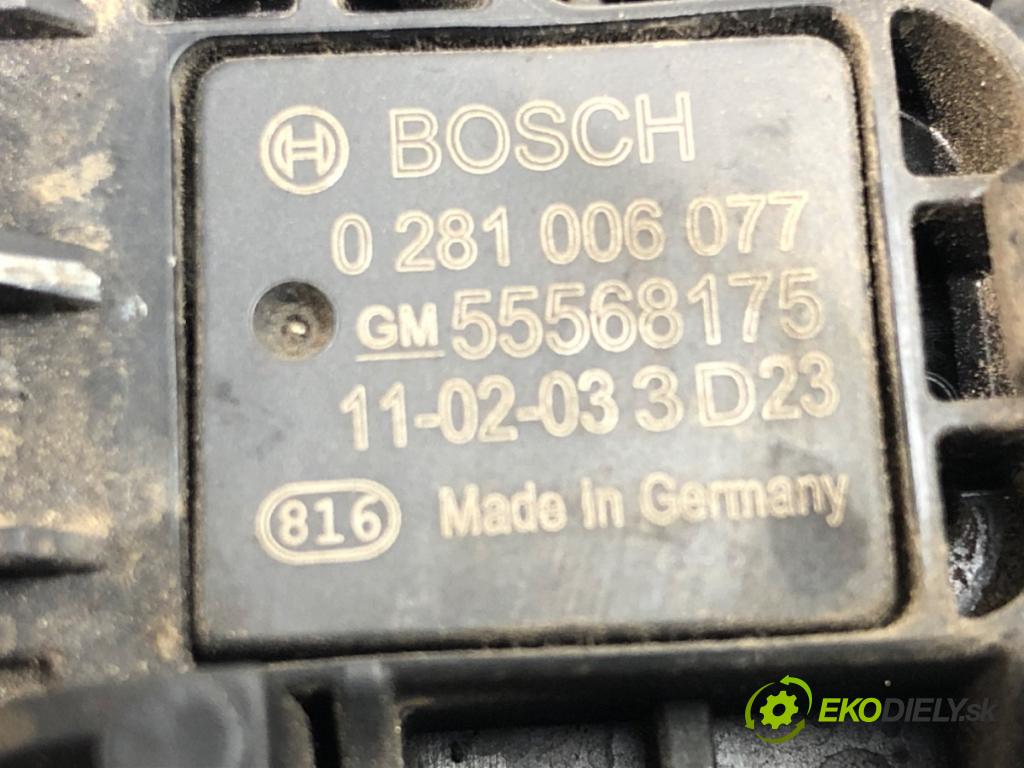 BOSCH
0 281 006 077
GM 55568175
11-02-03 3 D23
816 Made in Germany
EKODIELY.sk